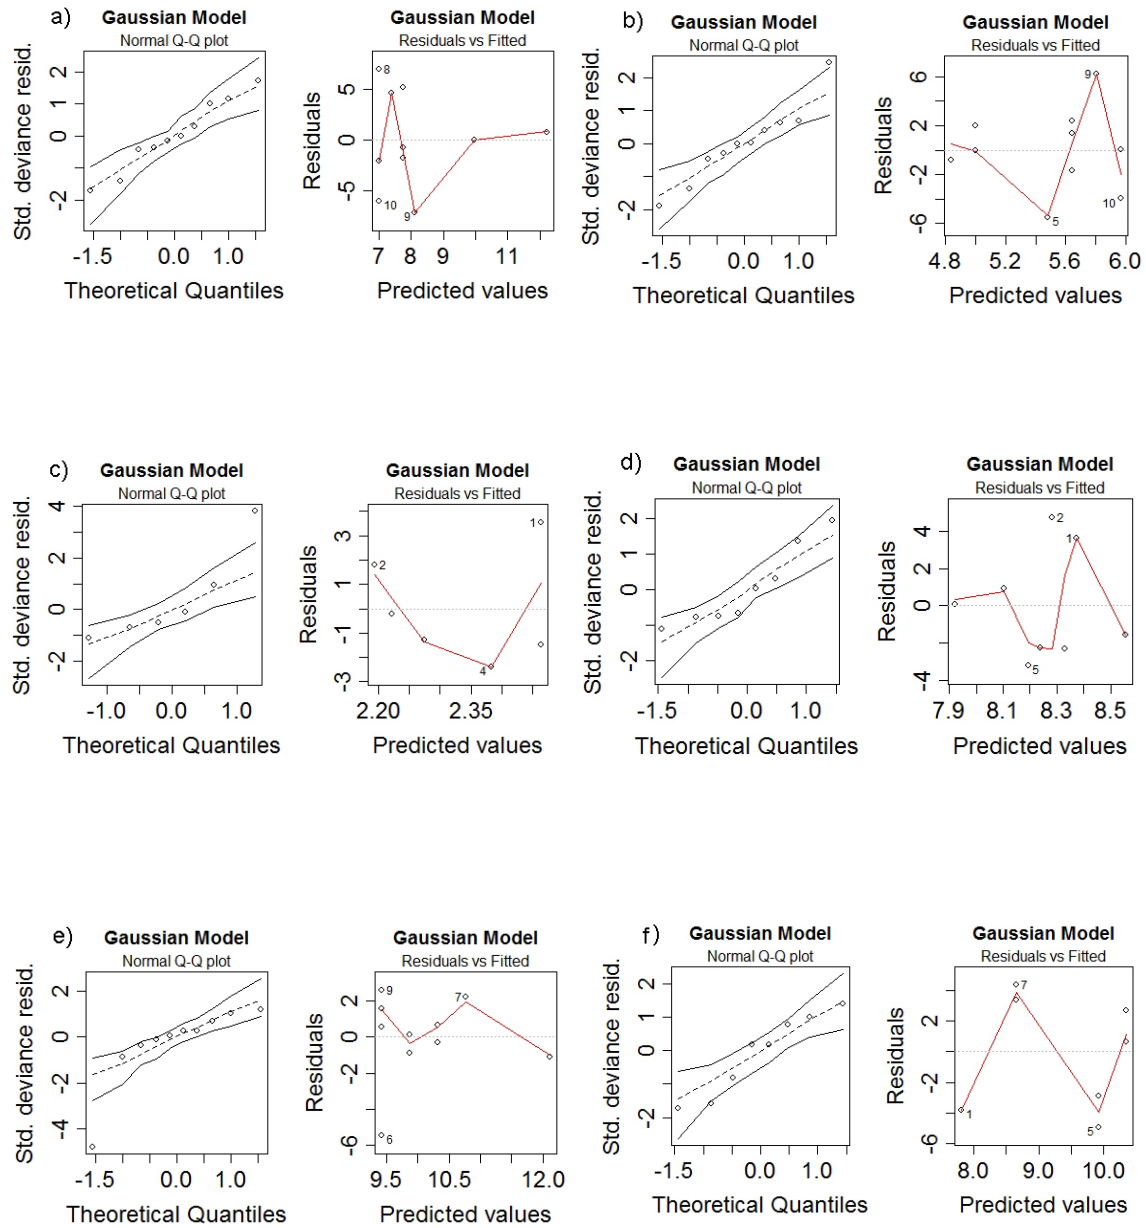 a)
Gaussian Model
Normal Q-Q plot
Std. deviance resid.
2
0
-2
-1.5 0.0 1.0
Theoretical Quantiles
Gaussian Model
Residuals vs Fitted
Residuals
5
0
-5
8
10
9
7 8 9 11
Predicted values
b)
Gaussian Model
Normal Q-Q plot
Std. deviance resid.
2
1
0
-2
-1.5 0.0 1.0
Theoretical Quantiles
Gaussian Model
Residuals vs Fitted
Residuals
6
2
-2
-6
9
10
5
4.8 5.2 5.6 6.0
Predicted values
c)
Gaussian Model
Normal Q-Q plot
Std. deviance resid.
4
2
0
-2
-1.0 0.0 1.0
Theoretical Quantiles
Gaussian Model
Residuals vs Fitted
Residuals
3
1
-1
-3
1
2
4
2.20 2.35
Predicted values
d)
Gaussian Model
Normal Q-Q plot
Std. deviance resid.
2
1
0
-2
-1.5 0.0 1.0
Theoretical Quantiles
Gaussian Model
Residuals vs Fitted
Residuals
4
2
0
-4
2
1
5
7.9 8.1 8.3 8.5
Predicted values
e)
Gaussian Model
Normal Q-Q plot
Std. deviance resid.
2
0
-2
-4
-1.5 0.0 1.0
Theoretical Quantiles
Gaussian Model
Residuals vs Fitted
Residuals
2
0
-2
-6
9
7
6
9.5 10.5 12.0
Predicted values
f)
Gaussian Model
Normal Q-Q plot
Std. deviance resid.
2
1
0
-2
-1.5 0.0 1.0
Theoretical Quantiles
Gaussian Model
Residuals vs Fitted
Residuals
2
-2
-6
7
1
5
8.0 9.0 10.0
Predicted values